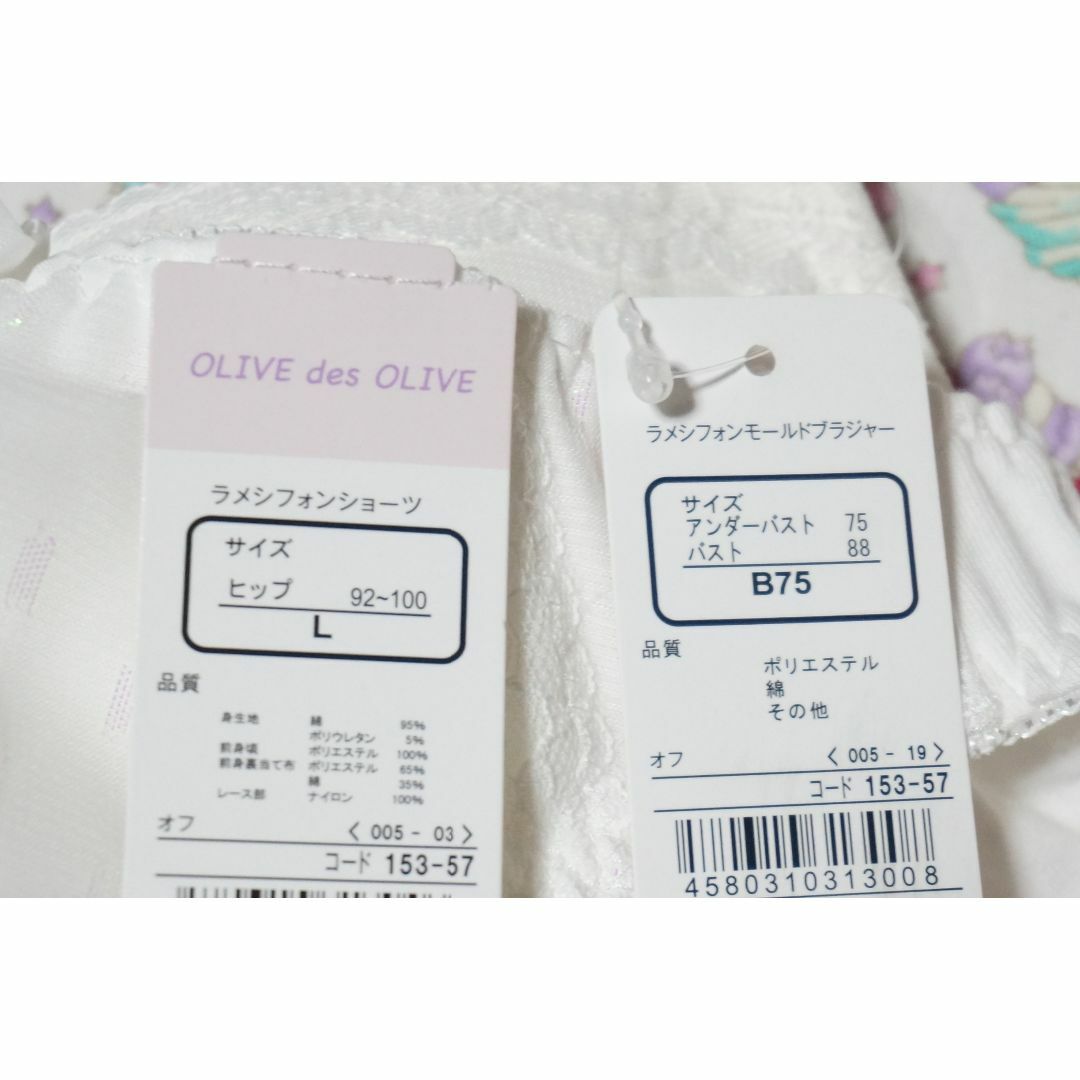 OLIVE des OLIVE
ラメシフォンショーツ
サイズ
ヒップ 92~100
L
品質
身生地 綿 95%
ポリウレタン 5%
前身頃 ポリエステル 100%
前身裏当て布 ポリエステル 65%
綿 35%
レース部 ナイロン 100%
オフ < 005 - 03 >
コード 153-57
ラメシフォンモールドブラジャー
サイズ
アンダーバスト 75
バスト 88
B75
品質
ポリエステル
綿
その他
オフ < 005 - 19 >
コード 153-57
4580310313008